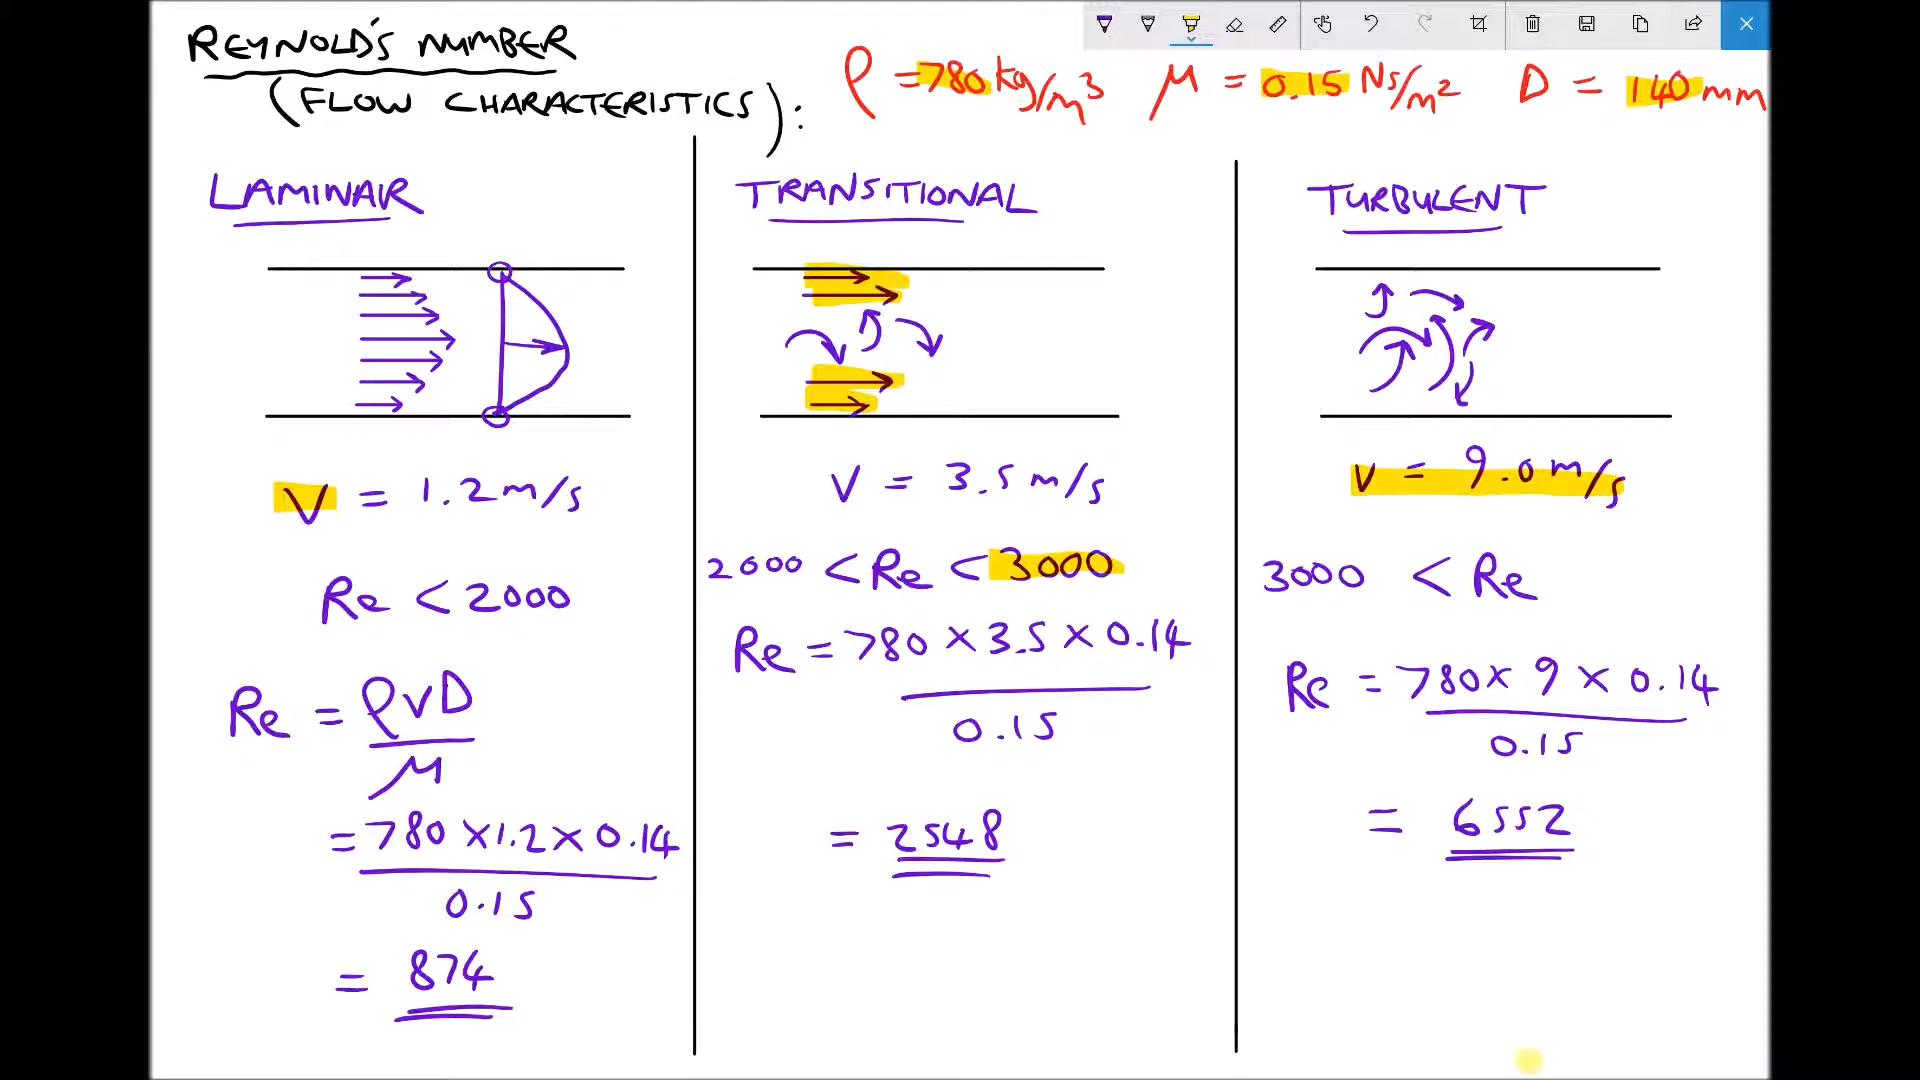 REYNOLD'S NUMBER
(FLOW CHARACTERISTICS):
ρ = 780 kg/m³ μ = 0.15 Ns/m² D = 140 mm
LAMINAR
V = 1.2 m/s
Re < 2000
Re = ρVD
μ
= 780 × 1.2 × 0.14
0.15
= 874
TRANSITIONAL
V = 3.5 m/s
2000 < Re < 3000
Re = 780 × 3.5 × 0.14
0.15
= 2548
TURBULENT
V = 9.0 m/s
3000 < Re
Re = 780 × 9 × 0.14
0.15
= 6552